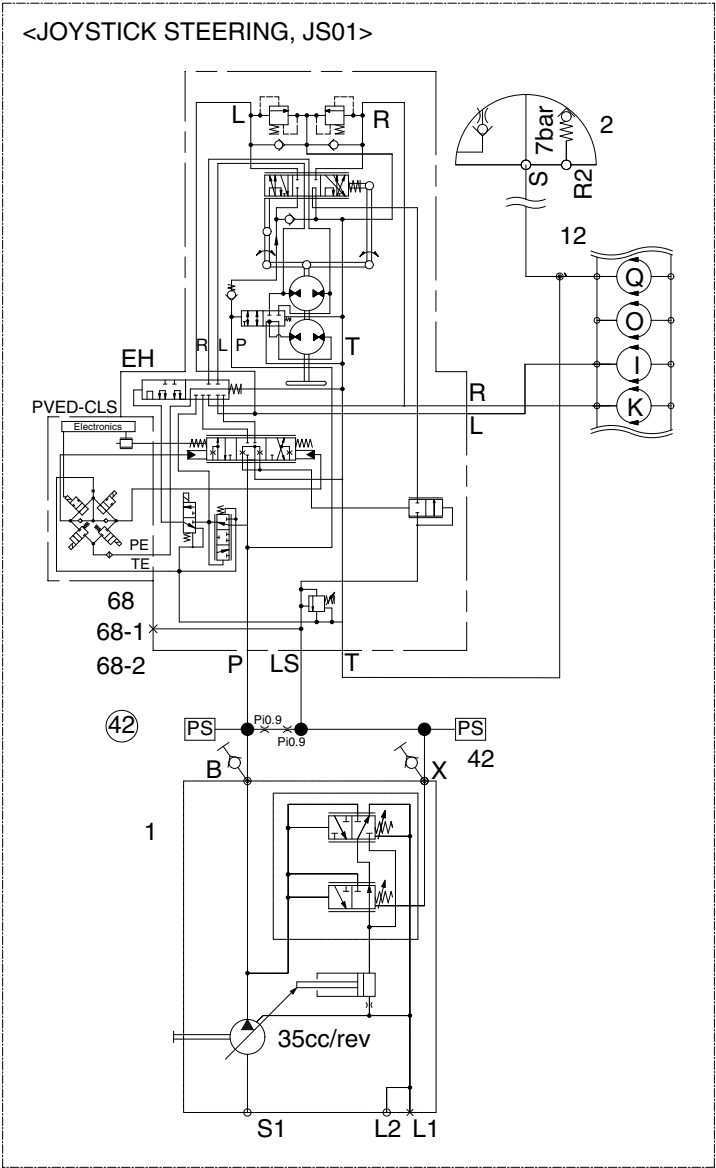 <JOYSTICK STEERING, JS01>
L
R
7bar
2
S
R2
12
Q
O
I
K
R L P
T
EH
R
L
PVED-CLS
Electronics
PE
TE
68
68-1
68-2
P LS T
42
PS
Pi0.9
Pi0.9
PS
42
B
X
1
35cc/rev
S1
L2 L1